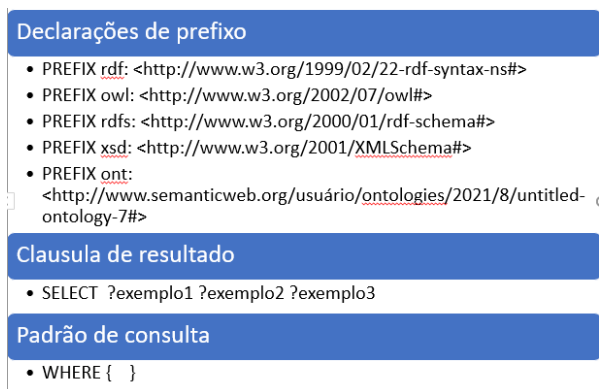 Declarações de prefixo
• PREFIX rdf: <http://www.w3.org/1999/02/22-rdf-syntax-ns#>
• PREFIX owl: <http://www.w3.org/2002/07/owl#>
• PREFIX rdfs: <http://www.w3.org/2000/01/rdf-schema#>
• PREFIX xsd: <http://www.w3.org/2001/XMLSchema#>
• PREFIX ont:
<http://www.semanticweb.org/usuário/ontologies/2021/8/untitled-
ontology-7#>
Clausula de resultado
• SELECT ?exemplo1 ?exemplo2 ?exemplo3
Padrão de consulta
• WHERE { }